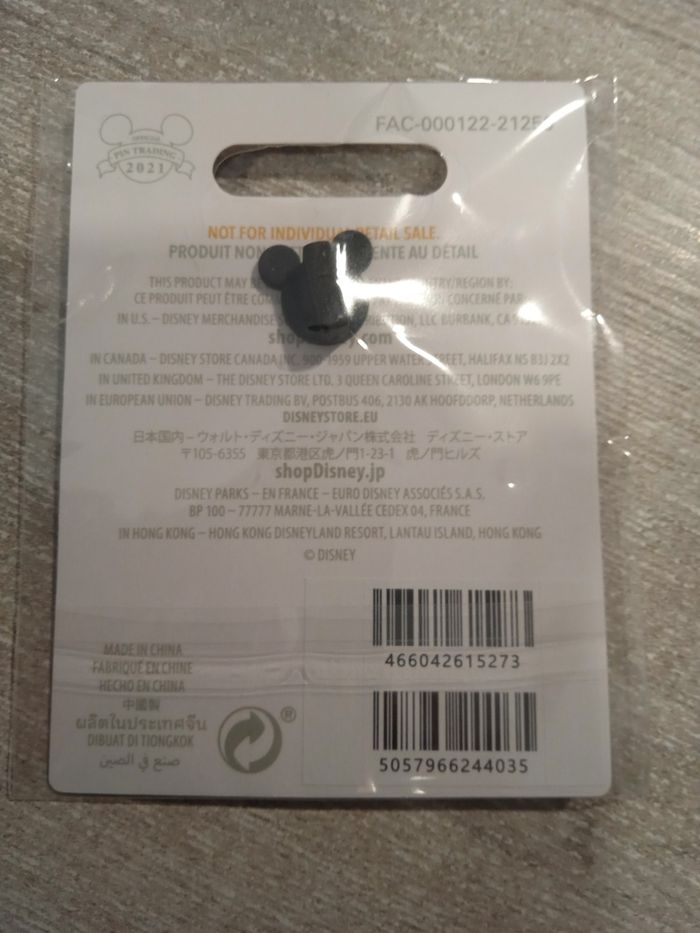 OFFICIAL
PIN TRADING
2021
FAC-000122-212
NOT FOR INDIVIDUAL RETAIL SALE.
PRODUIT NON VENTE AU DÉTAIL
THIS PRODUCT MAY BE COUNTRY/REGION BY:
CE PRODUIT PEUT ÊTRE CONCERNÉ PAR
IN U.S. – DISNEY MERCHANDISE DISTRIBUTION, LLC BURBANK, CA
IN CANADA – DISNEY STORE CANADA INC. 900-1959 UPPER WATER STREET, HALIFAX NS B3J 2X2
IN UNITED KINGDOM – THE DISNEY STORE LTD. 3 QUEEN CAROLINE STREET, LONDON W6 9PE
IN EUROPEAN UNION – DISNEY TRADING BV, POSTBUS 406, 2130 AK HOOFDDORP, NETHERLANDS
DISNEYSTORE.EU
日本国内 – ウォルト・ディズニー・ジャパン株式会社 ディズニー・ストア
〒105-6355 東京都港区虎ノ門1-23-1 虎ノ門ヒルズ
shopDisney.jp
DISNEY PARKS – EN FRANCE – EURO DISNEY ASSOCIÉS S.A.S.
BP 100 – 77777 MARNE-LA-VALLÉE CEDEX 04, FRANCE
IN HONG KONG – HONG KONG DISNEYLAND RESORT, LANTAU ISLAND, HONG KONG
© DISNEY
MADE IN CHINA
FABRIQUÉ EN CHINE
HECHO EN CHINA
中國製
ผลิตในประเทศจีน
DIBUAT DI TIONGKOK
صنع في الصين
®
466042615273
5057966244035